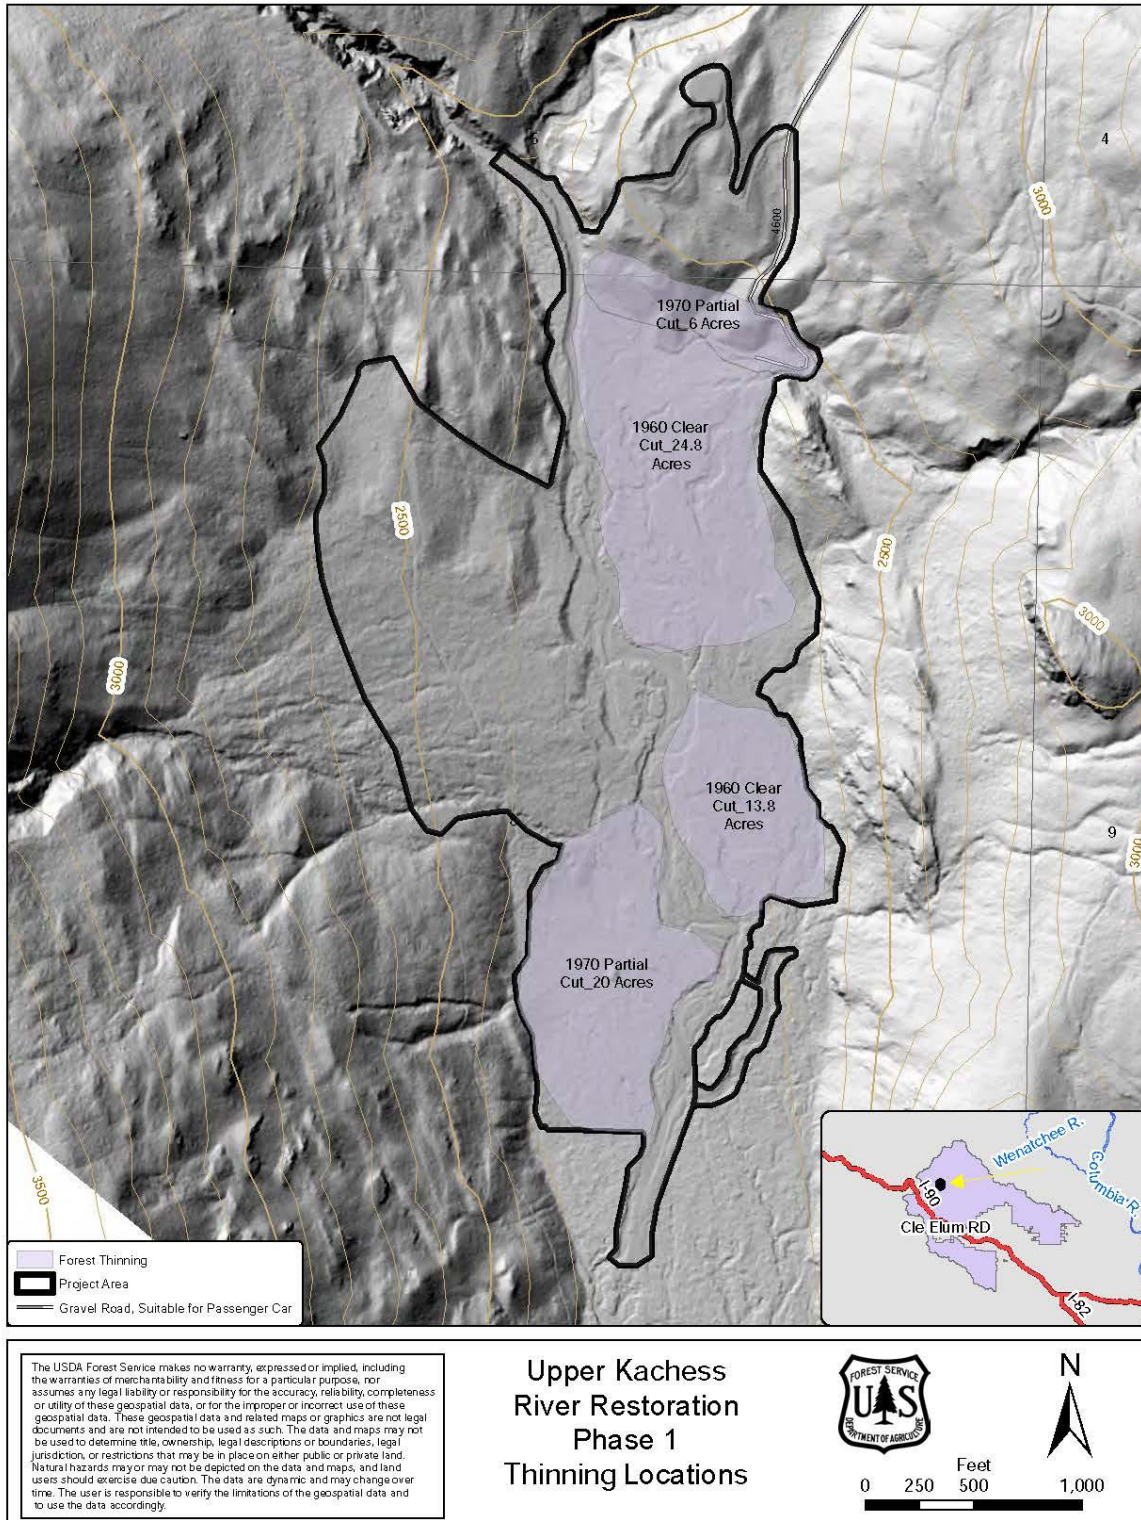 5
4
3000
4600
1970 Partial
Cut_6 Acres
1960 Clear
Cut_24.8
Acres
2500
2500
3000
3000
1960 Clear
Cut_13.8
Acres
9
3000
1970 Partial
Cut_20 Acres
3500
Wenatchee R.
Columbia R.
I-90
Cle Elum RD
I-82
Forest Thinning
Project Area
Gravel Road, Suitable for Passenger Car
The USDA Forest Service makes no warranty, expressed or implied, including
the warranties of merchantability and fitness for a particular purpose, nor
assumes any legal liability or responsibility for the accuracy, reliability, completeness
or utility of these geospatial data, or for the improper or incorrect use of these
geospatial data. These geospatial data and related maps or graphics are not legal
documents and are not intended to be used as such. The data and maps may not
be used to determine title, ownership, legal descriptions or boundaries, legal
jurisdiction, or restrictions that may be in place on either public or private land.
Natural hazards may or may not be depicted on the data and maps, and land
users should exercise due caution. The data are dynamic and may change over
time. The user is responsible to verify the limitations of the geospatial data and
to use the data accordingly.
Upper Kachess
River Restoration
Phase 1
Thinning Locations
FOREST SERVICE
US
DEPARTMENT OF AGRICULTURE
N
Feet
0 250 500 1,000